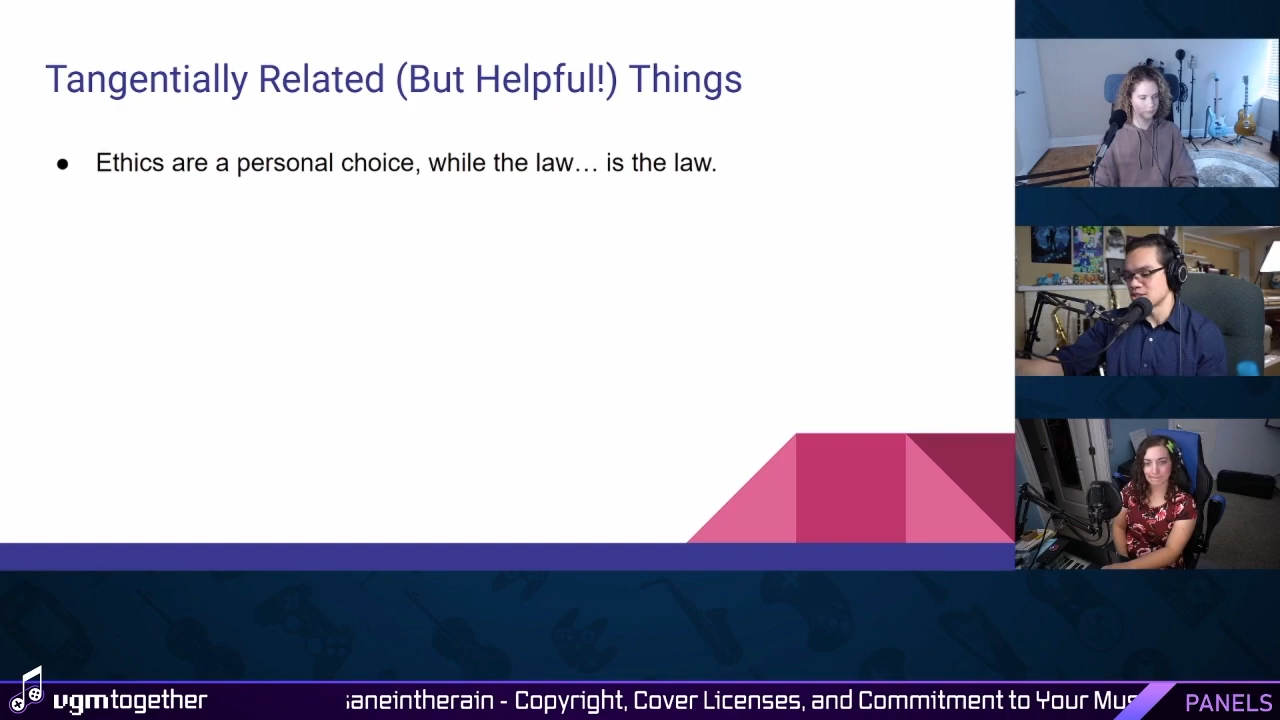 Tangentially Related (But Helpful!) Things
● Ethics are a personal choice, while the law… is the law.
vgmtogether
ianeintherain - Copyright, Cover Licenses, and Commitment to Your Mus
PANELS